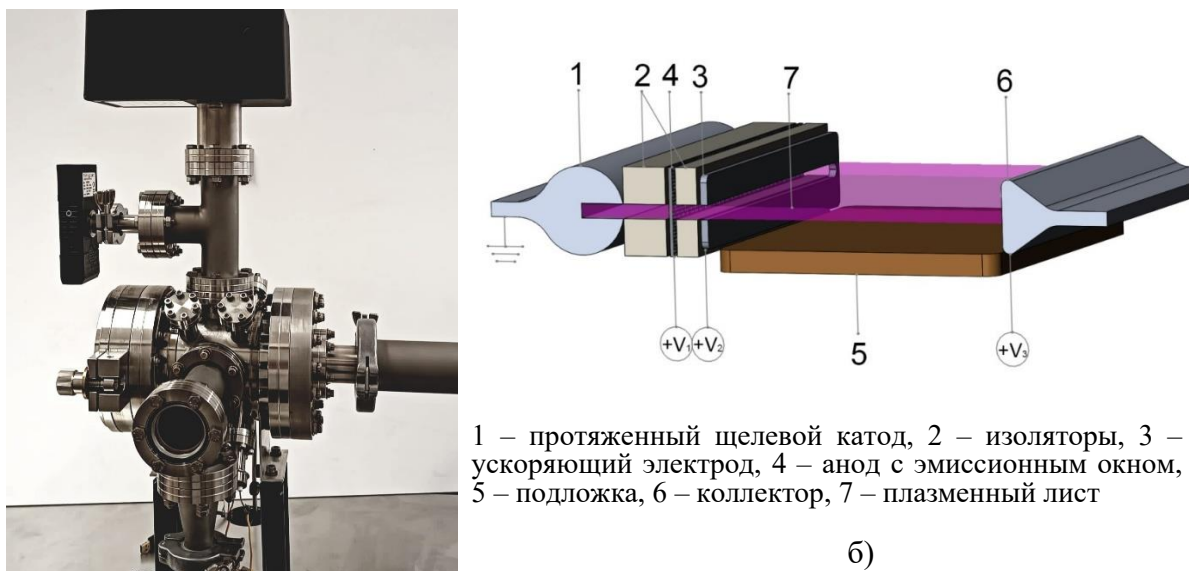 1 2 4 3 7 6
+V₁ +V₂ 5 +V₃
1 – протяженный щелевой катод, 2 – изоляторы, 3 –
ускоряющий электрод, 4 – анод с эмиссионным окном,
5 – подложка, 6 – коллектор, 7 – плазменный лист
б)